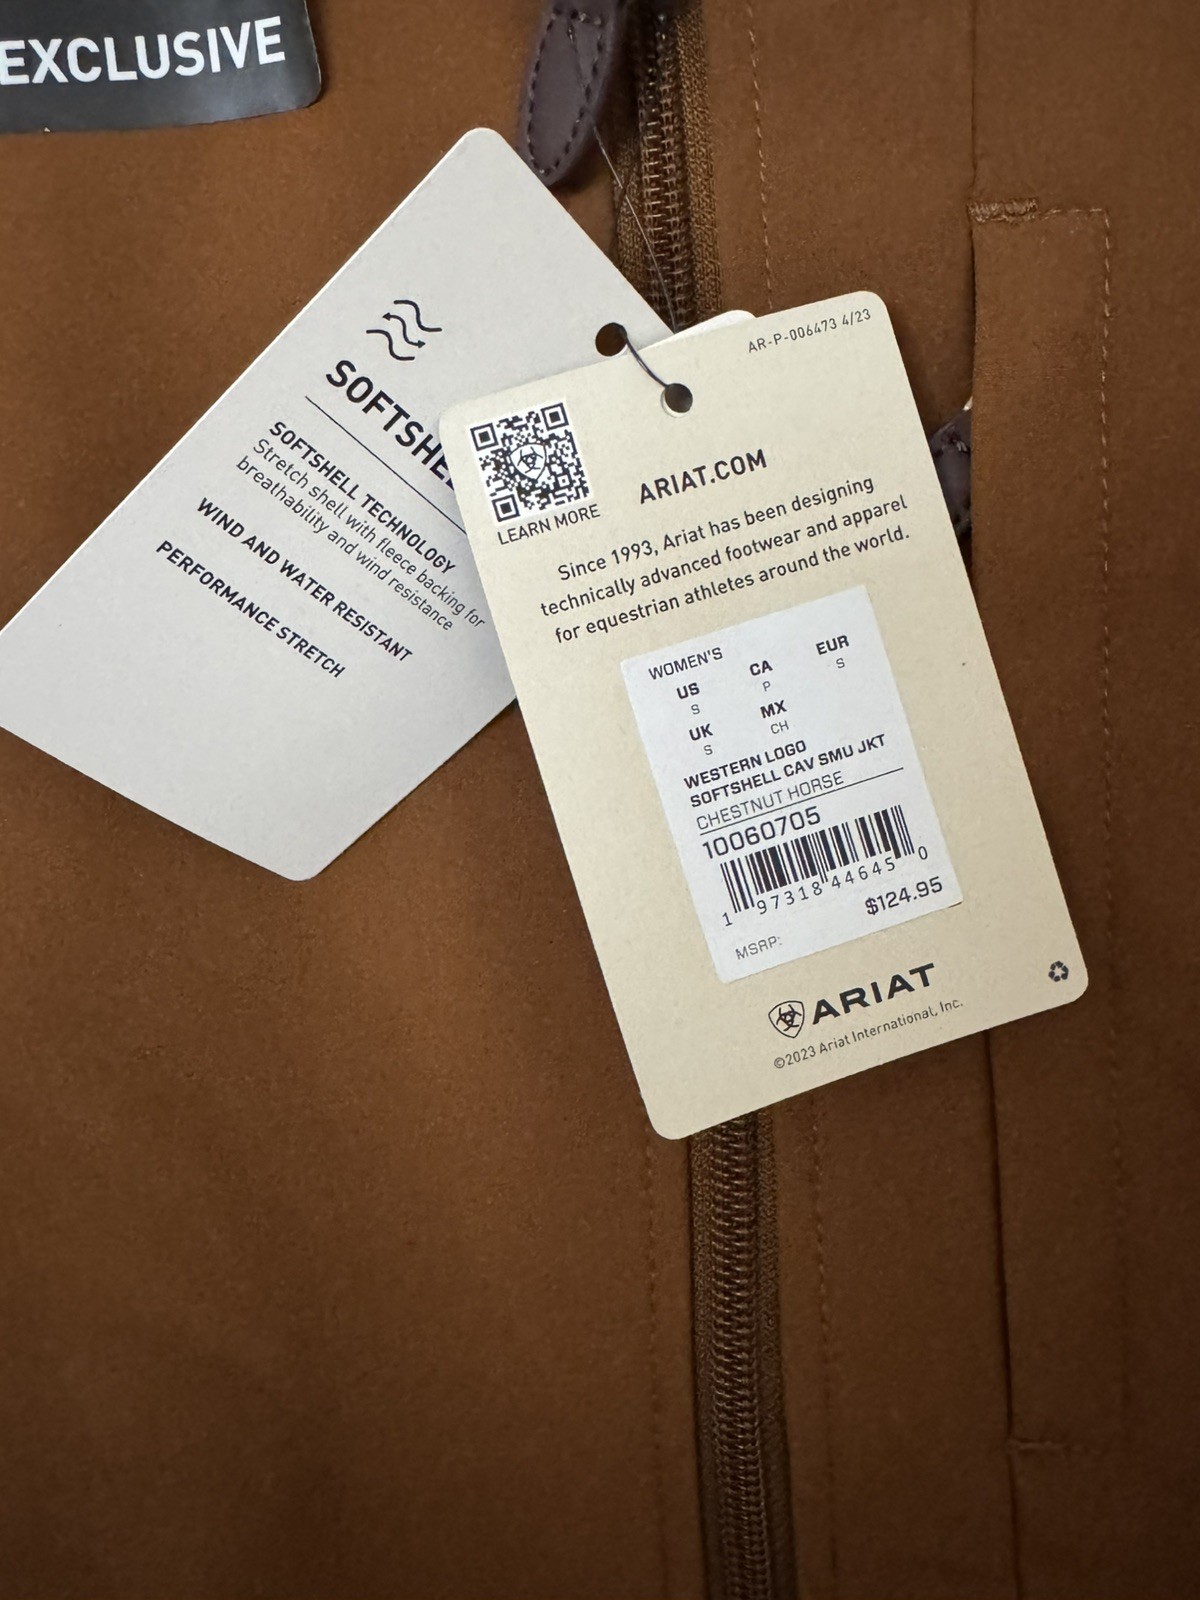 EXCLUSIVE
SOFTSHE
SOFTSHELL TECHNOLOGY
Stretch shell with fleece backing for
breathability and wind resistance
WIND AND WATER RESISTANT
PERFORMANCE STRETCH
AR-P-006473 4/23
LEARN MORE
ARIAT.COM
Since 1993, Ariat has been designing
technically advanced footwear and apparel
for equestrian athletes around the world.
WOMEN'S
US CA EUR
S P S
UK MX
S CH
WESTERN LOGO
SOFTSHELL CAV SMU JKT
CHESTNUT HORSE
10060705
1 97318 44645 0
$124.95
MSRP:
ARIAT
©2023 Ariat International, Inc.